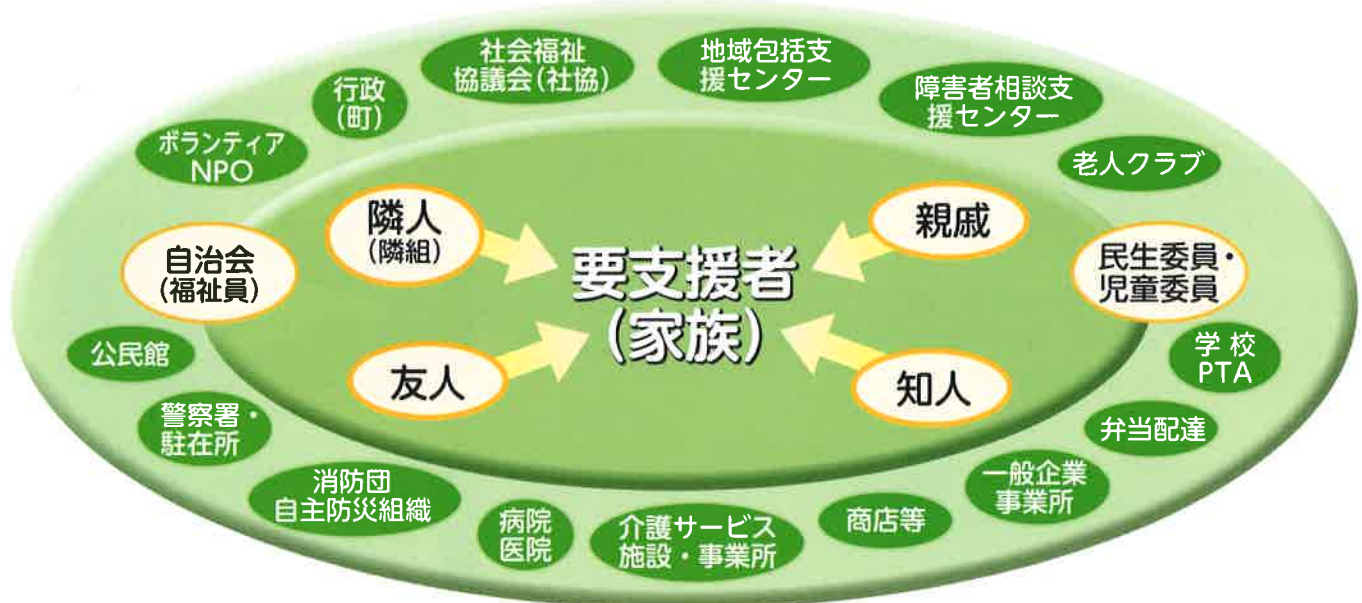 社会福祉
協議会(社協)
地域包括支
援センター
障害者相談支
援センター
行政
(町)
ボランティア
NPO
老人クラブ
隣人
(隣組)
親戚
自治会
(福祉員)
要支援者
(家族)
民生委員・
児童委員
友人
知人
公民館
学校
PTA
警察署・
駐在所
弁当配達
消防団
自主防災組織
一般企業
事業所
病院
医院
介護サービス
施設・事業所
商店等